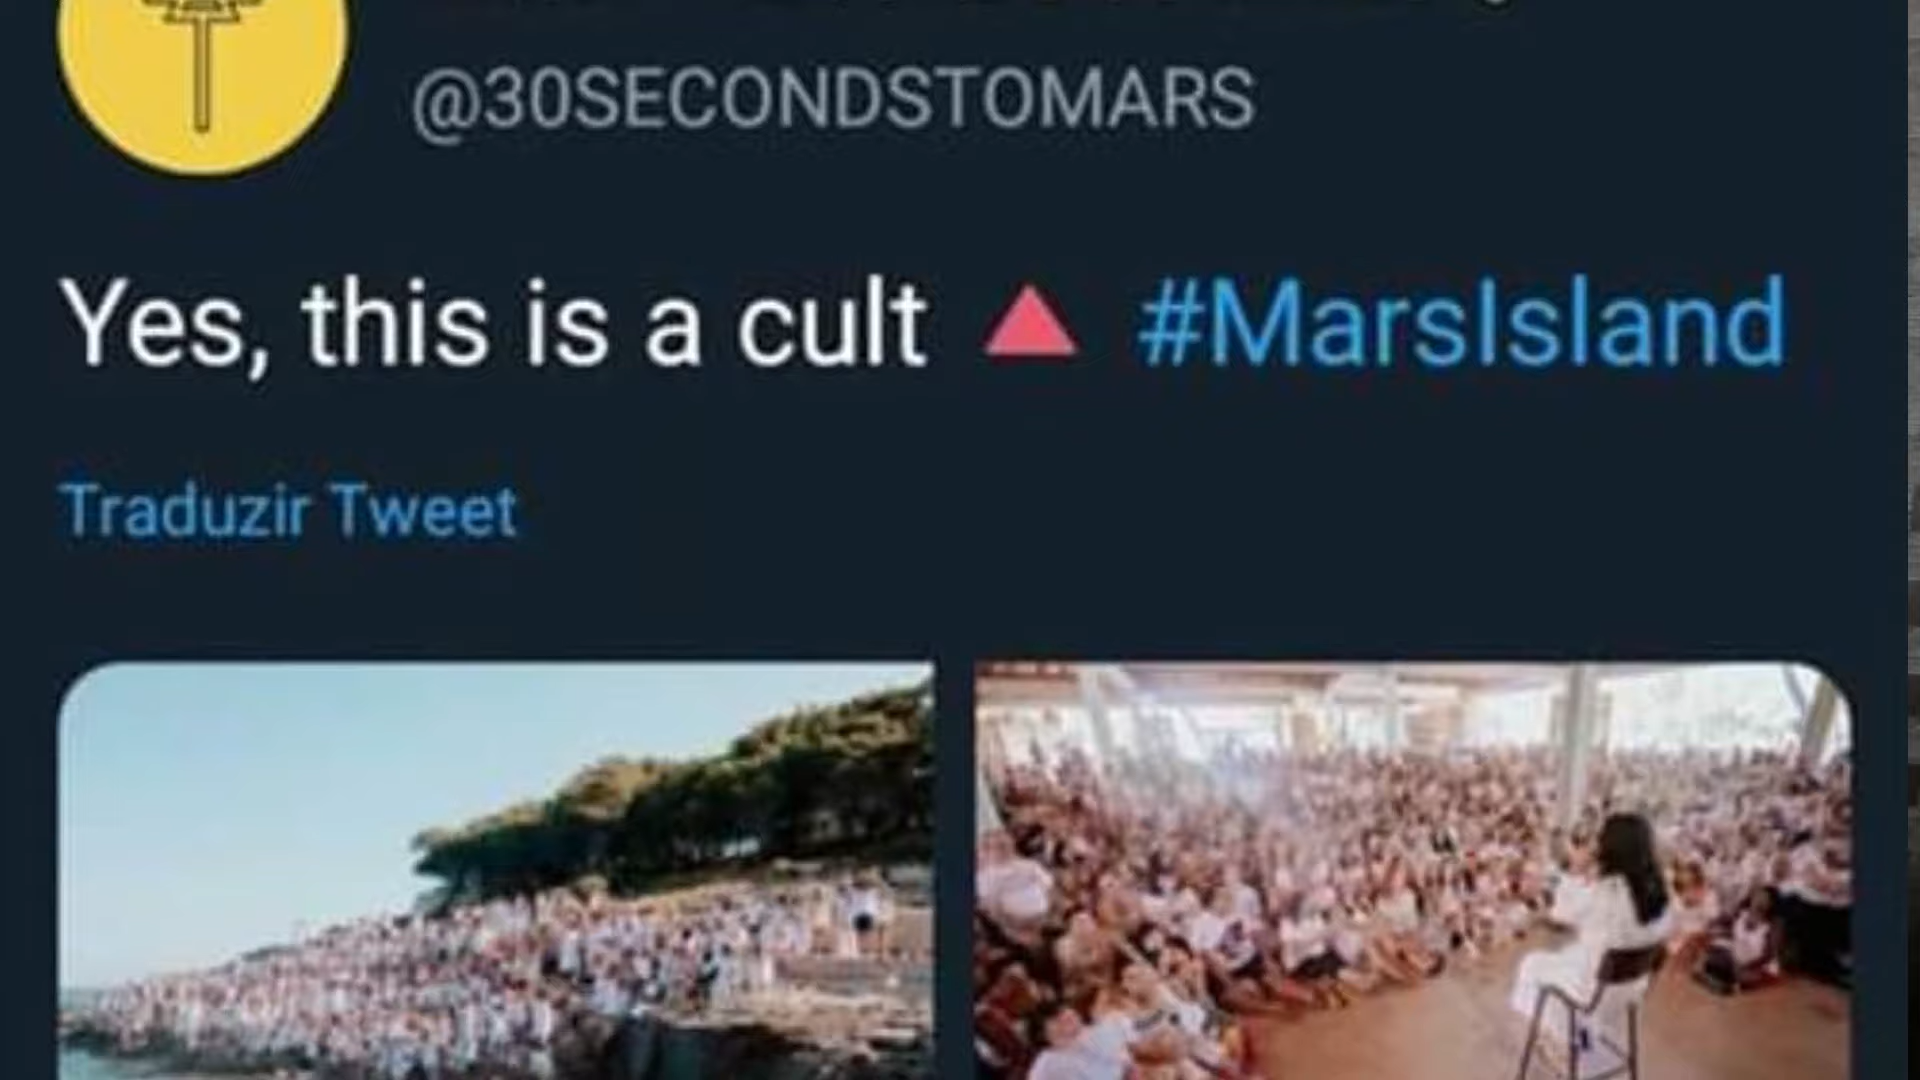 @30SECONDSTOMARS
Yes, this is a cult 🔺 #MarsIsland
Traduzir Tweet